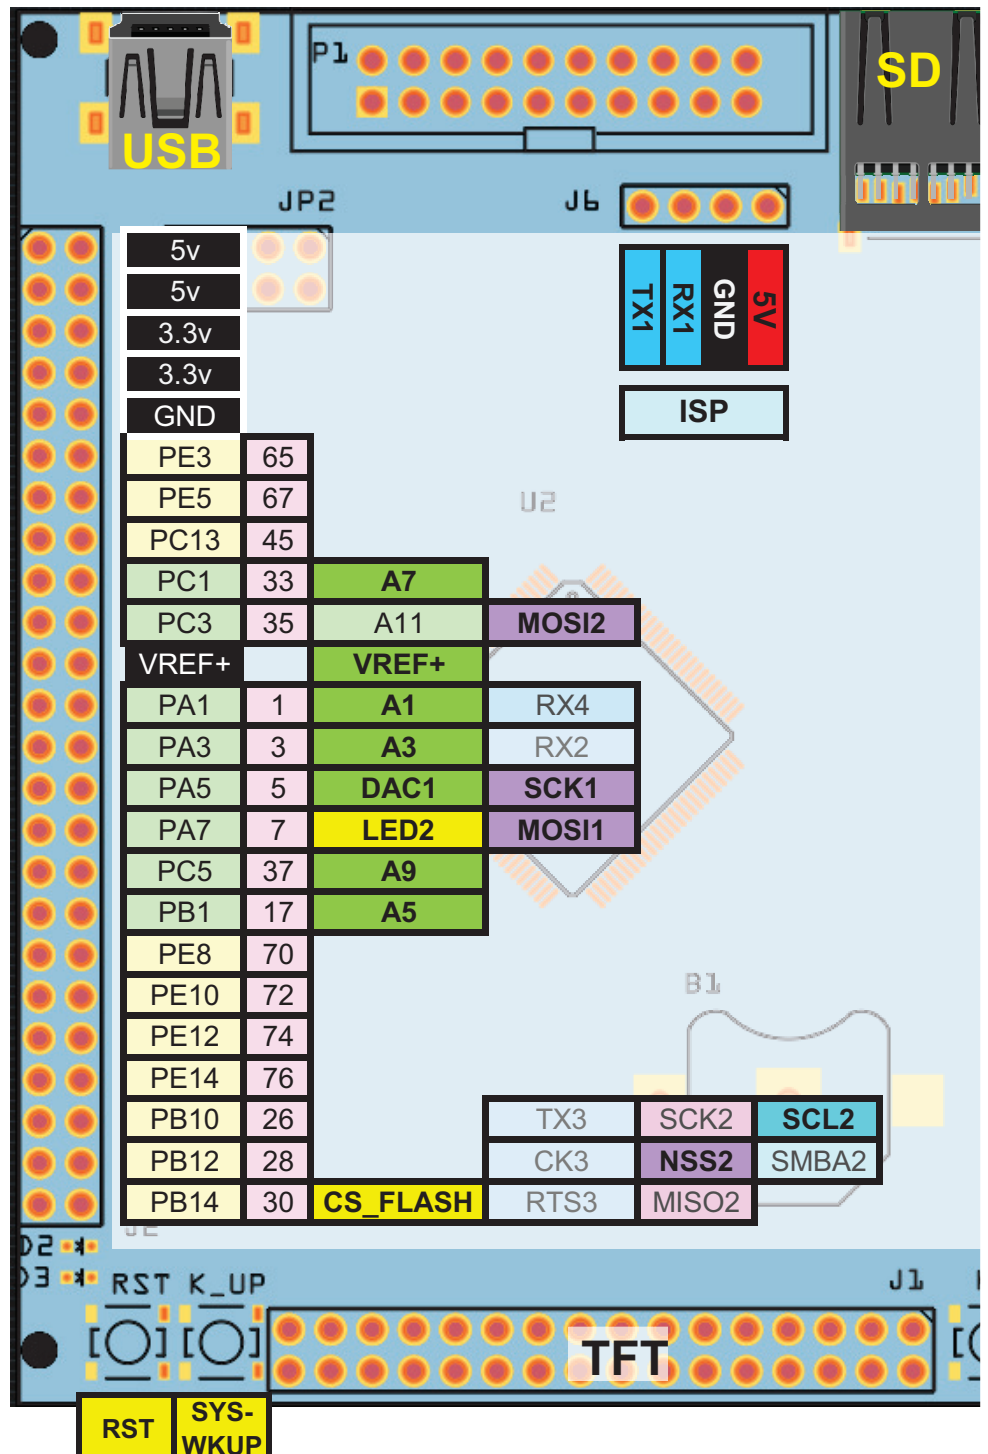 P1
SD
USB
JP2
J6
5v
5v
3.3v
3.3v
GND
TX1 RX1 GND 5V
ISP
PE3 65
PE5 67
U2
PC13 45
PC1 33 A7
PC3 35 A11 MOSI2
VREF+ VREF+
PA1 1 A1 RX4
PA3 3 A3 RX2
PA5 5 DAC1 SCK1
PA7 7 LED2 MOSI1
PC5 37 A9
PB1 17 A5
PE8 70
PE10 72
B1
PE12 74
PE14 76
PB10 26 TX3 SCK2 SCL2
PB12 28 CK3 NSS2 SMBA2
PB14 30 CS_FLASH RTS3 MISO2
J2
D2
D3
RST K_UP
J1
TFT
RST
SYS-
WKUP